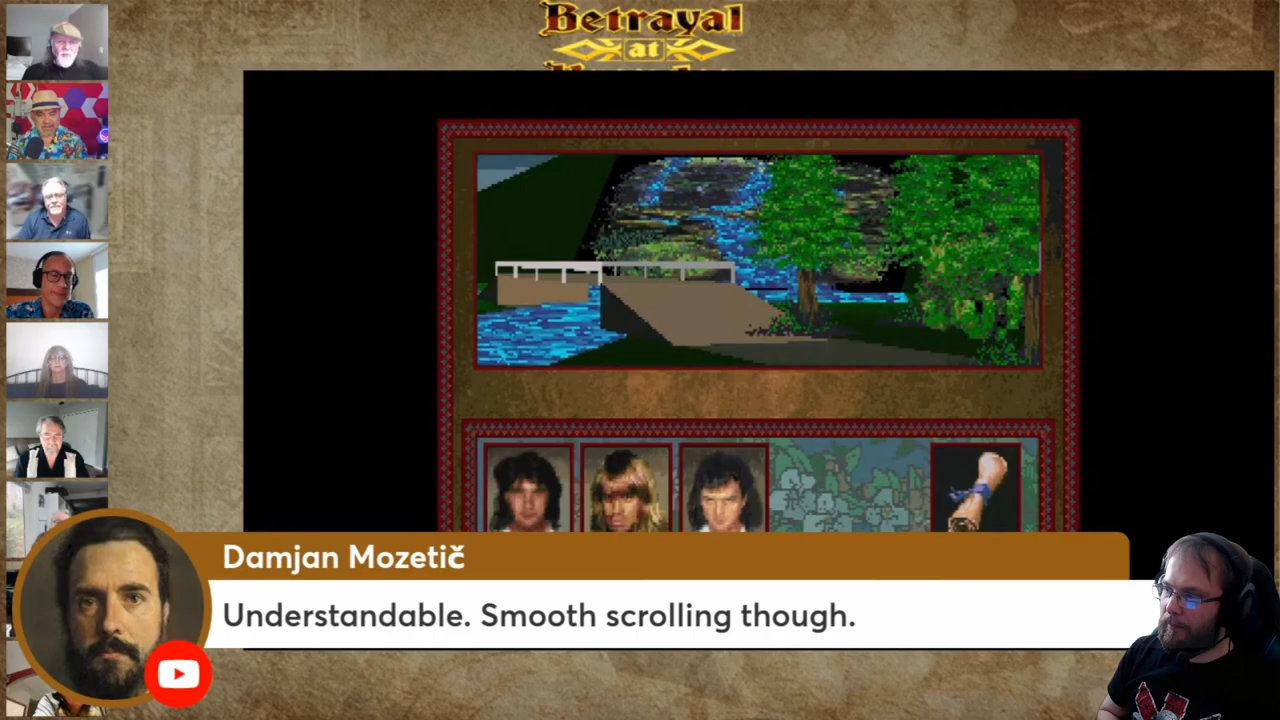 Betrayal
at
Damjan Mozetič
Understandable. Smooth scrolling though.